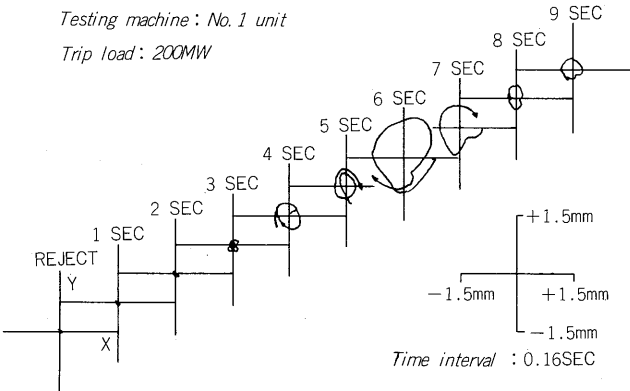 Testing machine : No. 1 unit
Trip load : 200MW
9 SEC
8 SEC
7 SEC
6 SEC
5 SEC
4 SEC
3 SEC
2 SEC
1 SEC
REJECT
Y
X
+1.5mm
−1.5mm
+1.5mm
−1.5mm
Time interval : 0.16SEC